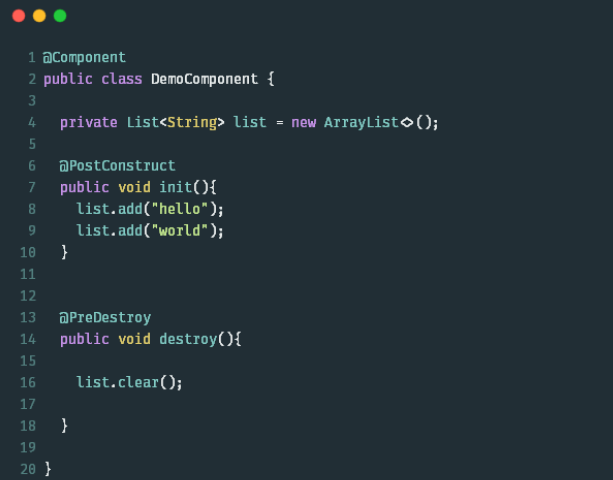 1 @Component
2 public class DemoComponent {
3
4 private List<String> list = new ArrayList<>();
5
6 @PostConstruct
7 public void init(){
8 list.add("hello");
9 list.add("world");
10 }
11
12
13 @PreDestroy
14 public void destroy(){
15
16 list.clear();
17
18 }
19
20 }